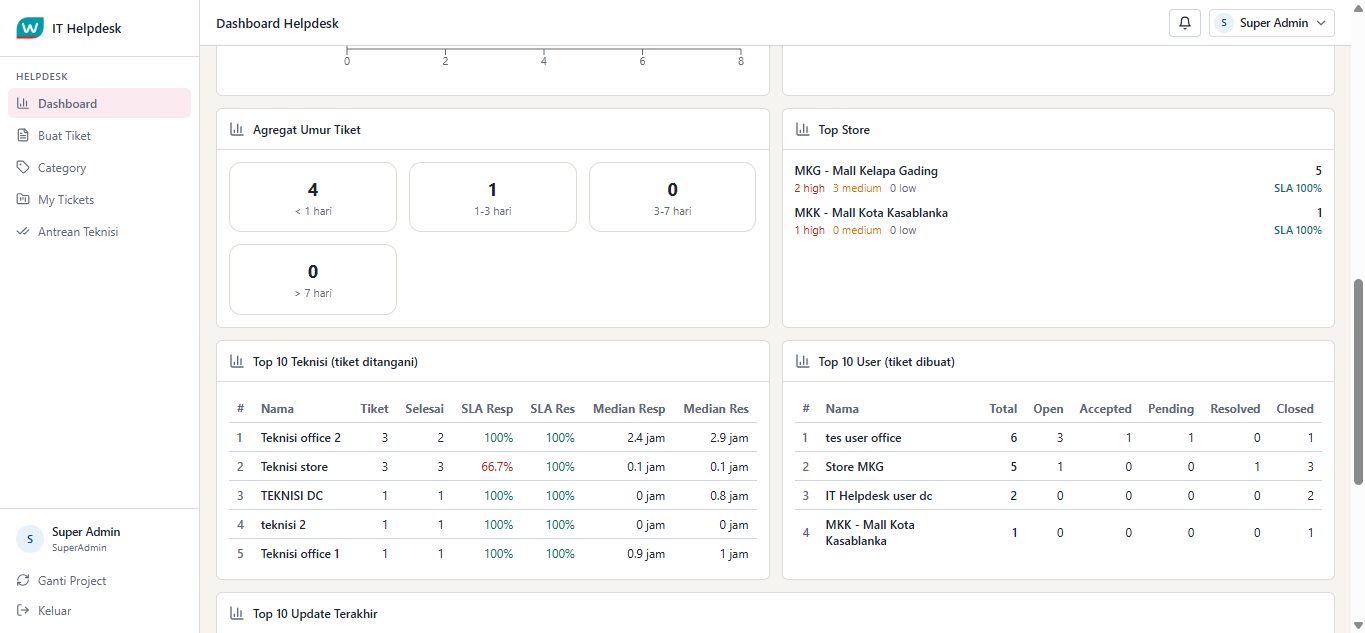 W IT Helpdesk
Dashboard Helpdesk
S Super Admin
HELPDESK
Dashboard
Buat Tiket
Category
My Tickets
Antrean Teknisi
0 2 4 6 8
Agregat Umur Tiket
4
< 1 hari
1
1-3 hari
0
3-7 hari
0
> 7 hari
Top Store
MKG - Mall Kelapa Gading 5
2 high 3 medium 0 low SLA 100%
MKK - Mall Kota Kasablanka 1
1 high 0 medium 0 low SLA 100%
Top 10 Teknisi (tiket ditangani)
# Nama Tiket Selesai SLA Resp SLA Res Median Resp Median Res
1 Teknisi office 2 3 2 100% 100% 2.4 jam 2.9 jam
2 Teknisi store 3 3 66.7% 100% 0.1 jam 0.1 jam
3 TEKNISI DC 1 1 100% 100% 0 jam 0.8 jam
4 teknisi 2 1 1 100% 100% 0 jam 0 jam
5 Teknisi office 1 1 1 100% 100% 0.9 jam 1 jam
Top 10 User (tiket dibuat)
# Nama Total Open Accepted Pending Resolved Closed
1 tes user office 6 3 1 1 0 1
2 Store MKG 5 1 0 0 1 3
3 IT Helpdesk user dc 2 0 0 0 0 2
4 MKK - Mall Kota
Kasablanka 1 0 0 0 0 1
Top 10 Update Terakhir
S Super Admin
SuperAdmin
Ganti Project
Keluar